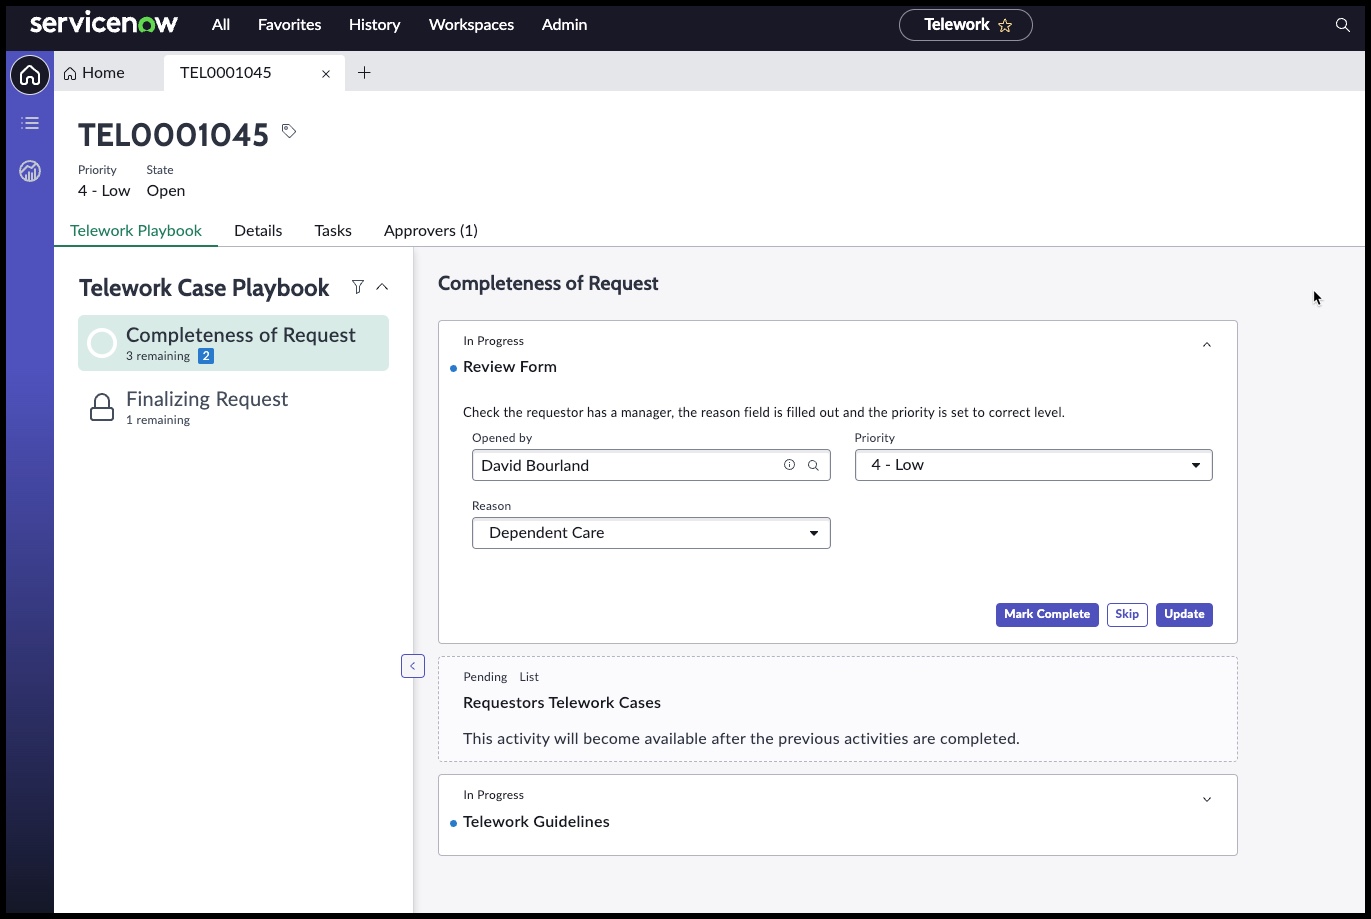 servicenow All Favorites History Workspaces Admin Telework
Home TEL0001045
TEL0001045
Priority State
4 - Low Open
Telework Playbook Details Tasks Approvers (1)
Telework Case Playbook
Completeness of Request
3 remaining 2
Finalizing Request
1 remaining
Completeness of Request
In Progress
Review Form
Check the requestor has a manager, the reason field is filled out and the priority is set to correct level.
Opened by Priority
David Bourland 4 - Low
Reason
Dependent Care
Mark Complete Skip Update
Pending List
Requestors Telework Cases
This activity will become available after the previous activities are completed.
In Progress
Telework Guidelines